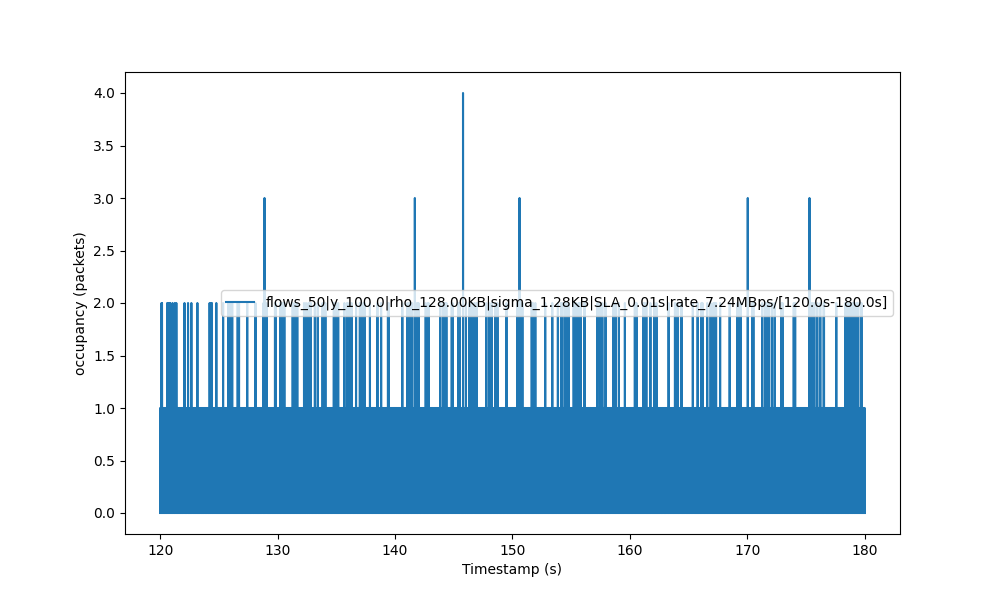 4.0
3.5
3.0
2.5
2.0
1.5
1.0
0.5
0.0
occupancy (packets)
flows_50|y_100.0|rho_128.00KB|sigma_1.28KB|SLA_0.01s|rate_7.24MBps/[120.0s-180.0s]
120 130 140 150 160 170 180
Timestamp (s)